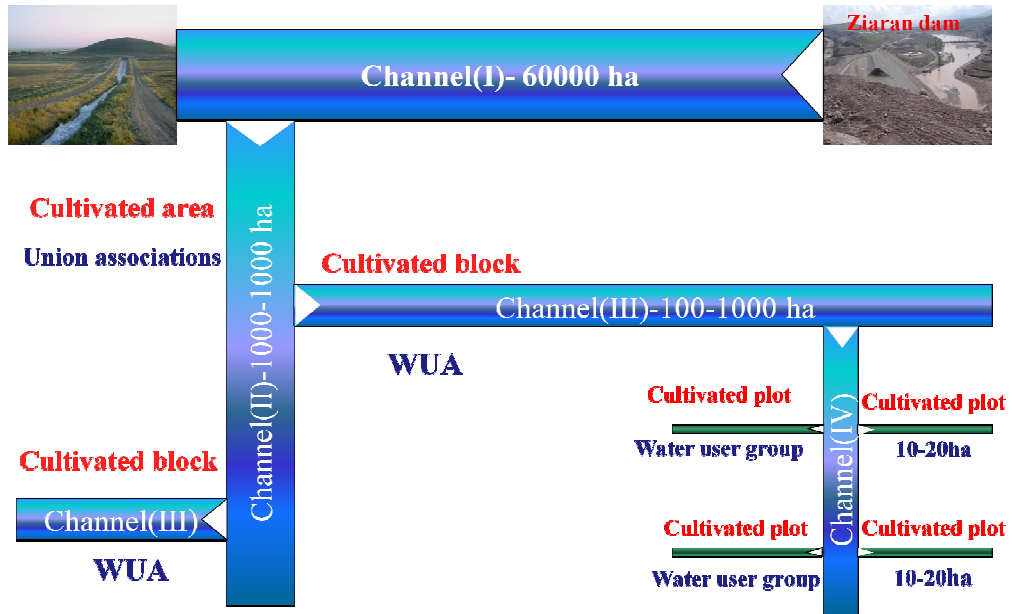 Ziaran dam
Channel(I)- 60000 ha
Cultivated area
Union associations
Channel(II)-1000-1000 ha
Cultivated block
Channel(III)-100-1000 ha
WUA
Cultivated plot
Cultivated plot
Channel(IV)
Water user group
10-20ha
Cultivated block
Channel(III)
WUA
Cultivated plot
Cultivated plot
Water user group
10-20ha